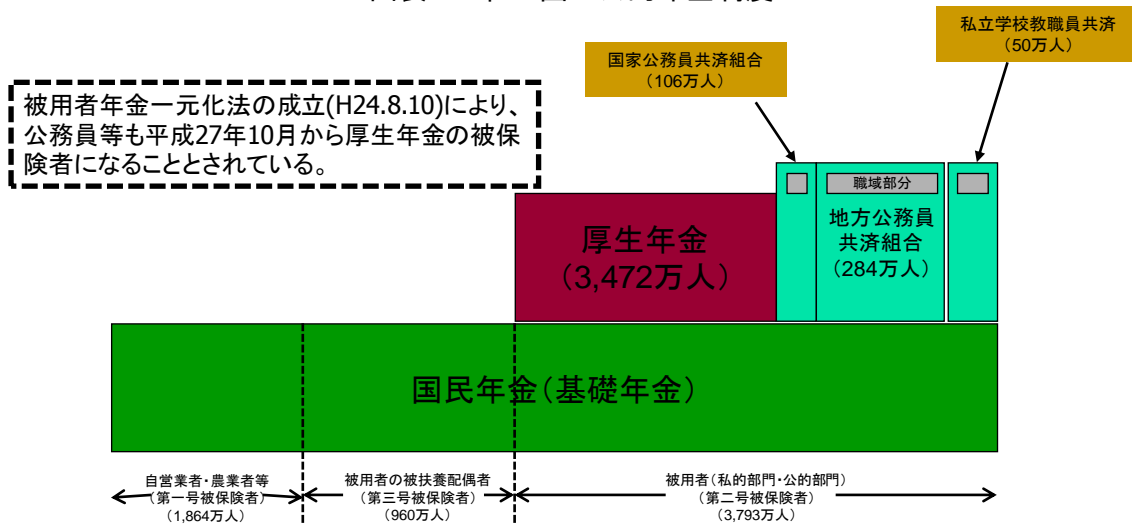 私立学校教職員共済
（50万人）
国家公務員共済組合
（106万人）
被用者年金一元化法の成立(H24.8.10)により、
公務員等も平成27年10月から厚生年金の被保
険者になることとされている。
職域部分
厚生年金
（3,472万人）
地方公務員
共済組合
（284万人）
国民年金（基礎年金）
自営業者・農業者等
（第一号被保険者）
（1,864万人）
被用者の被扶養配偶者
（第三号被保険者）
（960万人）
被用者（私的部門・公的部門）
（第二号被保険者）
（3,793万人）